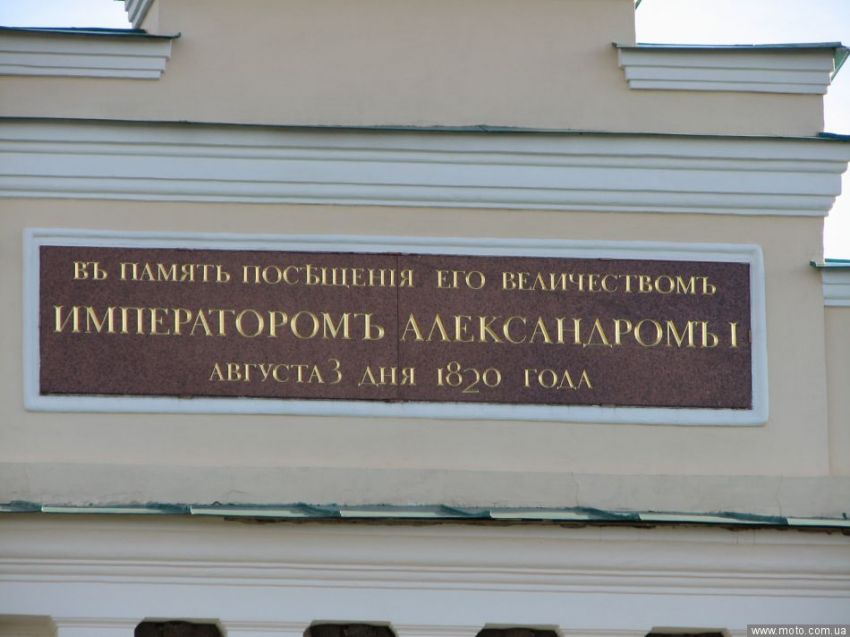 ВЪ ПАМЯТЬ ПОСѢЩЕНІЯ ЕГО ВЕЛИЧЕСТВОМЪ
ИМПЕРАТОРОМЪ АЛЕКСАНДРОМЪ I
АВГУСТА 3 ДНЯ 1820 ГОДА
www.moto.com.ua